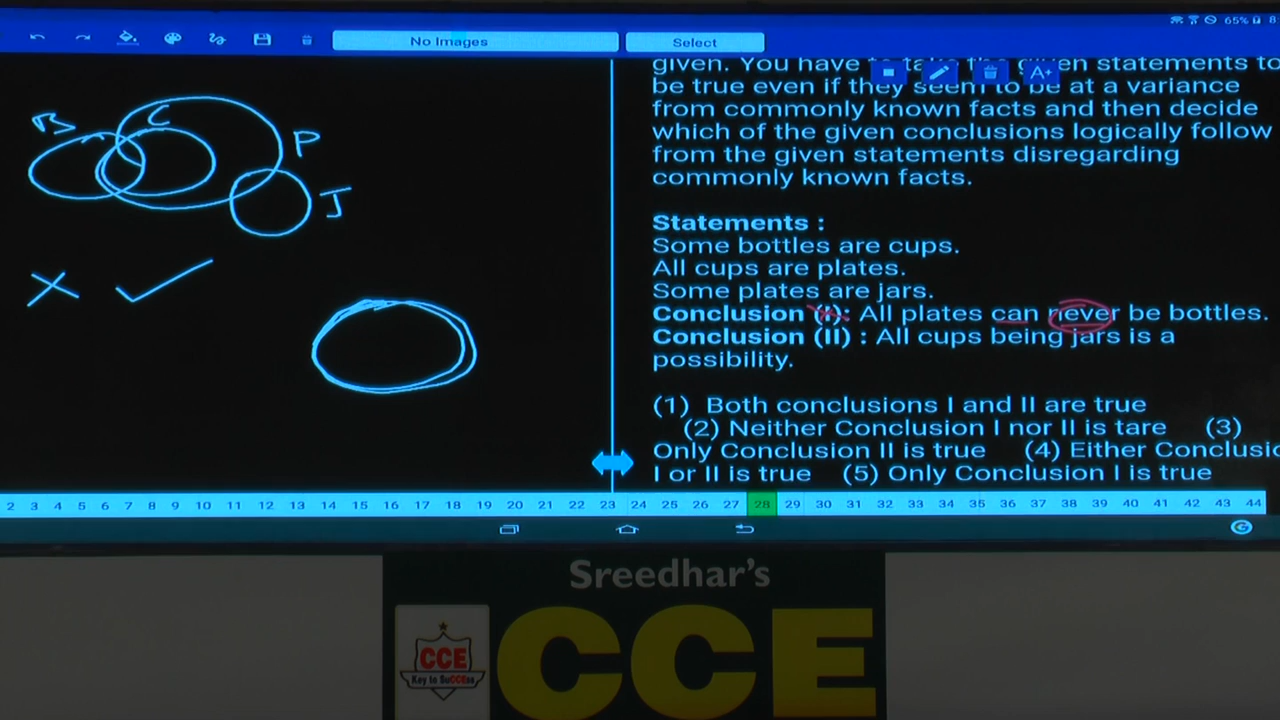 65% 8
No Images
Select
given. You have to take the given statements to
be true even if they seem to be at a variance
from commonly known facts and then decide
which of the given conclusions logically follow
from the given statements disregarding
commonly known facts.
A+
B C P J
Statements :
Some bottles are cups.
All cups are plates.
Some plates are jars.
Conclusion (I): All plates can never be bottles.
Conclusion (II) : All cups being jars is a
possibility.
(1) Both conclusions I and II are true
(2) Neither Conclusion I nor II is tare (3)
Only Conclusion II is true (4) Either Conclusio
I or II is true (5) Only Conclusion I is true
2 3 4 5 6 7 8 9 10 11 12 13 14 15 16 17 18 19 20 21 22 23 24 25 26 27 28 29 30 31 32 33 34 35 36 37 38 39 40 41 42 43 44
Sreedhar's
CCE
CCE
Key to SuCCEss